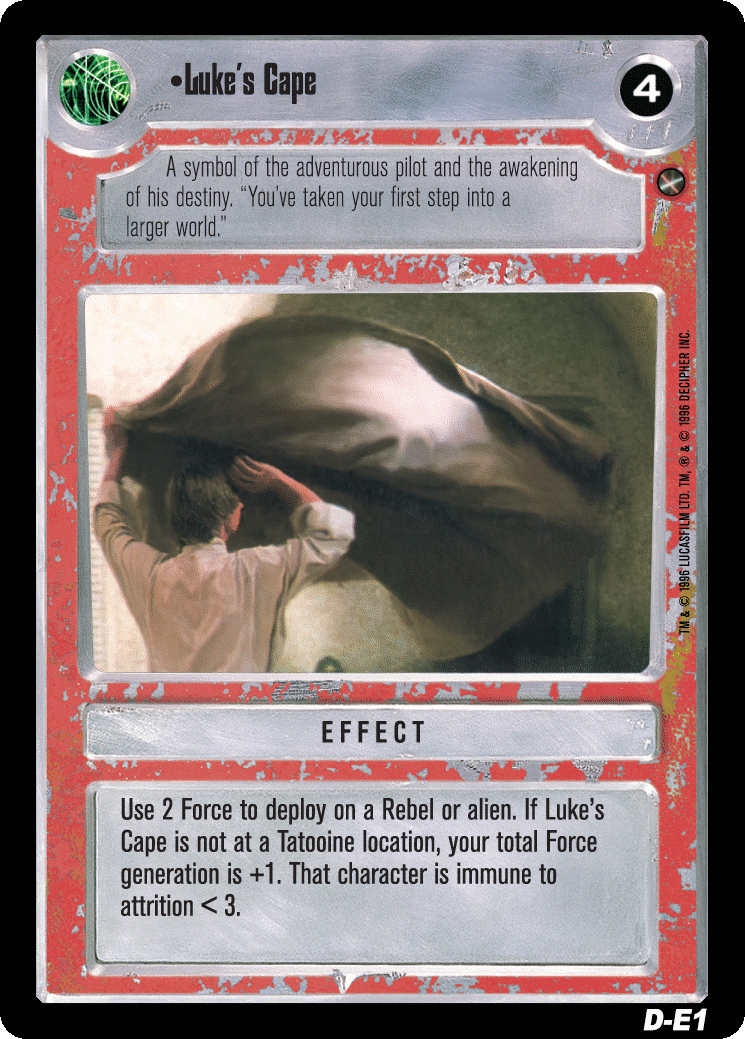 •Luke's Cape
4
A symbol of the adventurous pilot and the awakening
of his destiny. “You've taken your first step into a
larger world.”
TM & © 1996 LUCASFILM LTD. TM, ® & © 1996 DECIPHER INC.
EFFECT
Use 2 Force to deploy on a Rebel or alien. If Luke's
Cape is not at a Tatooine location, your total Force
generation is +1. That character is immune to
attrition < 3.
D-E1